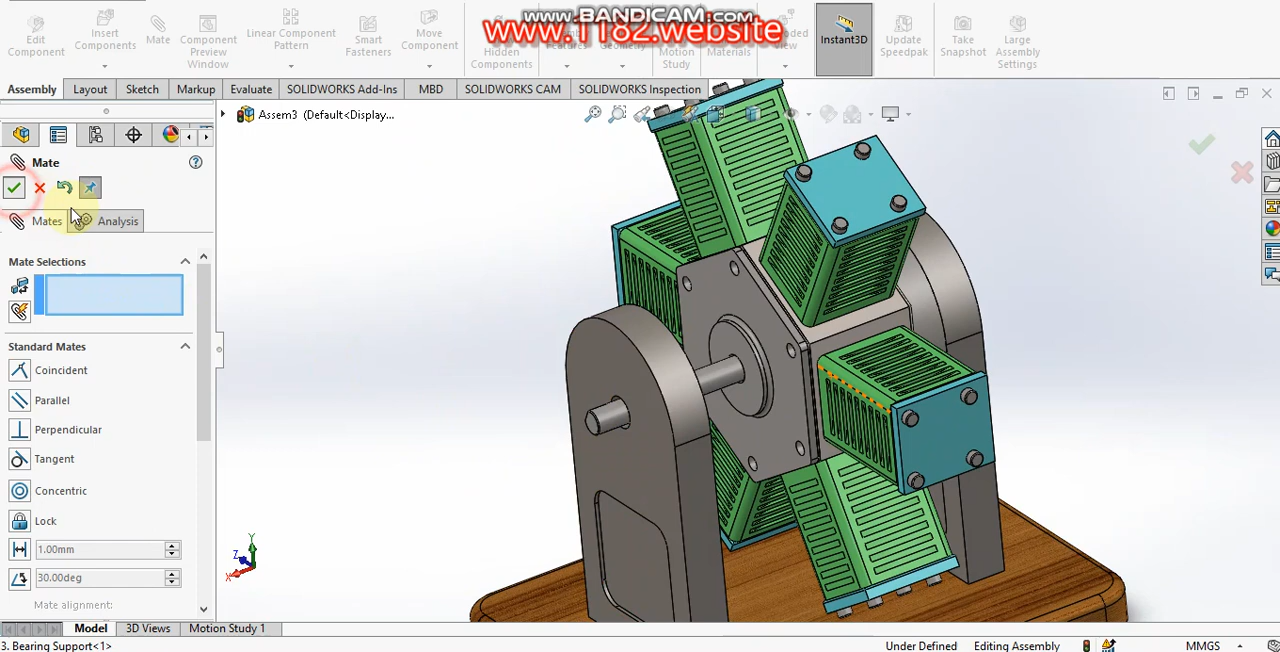 www.BANDICAM.com
www.1182.website
Edit Component
Insert Components
Mate
Component Preview Window
Linear Component Pattern
Smart Fasteners
Move Component
Hidden Components
Features
Motion Study
Materials
View
Instant3D
Update Speedpak
Take Snapshot
Large Assembly Settings
Assembly Layout Sketch Markup Evaluate SOLIDWORKS Add-Ins MBD SOLIDWORKS CAM SOLIDWORKS Inspection
Assem3 (Default<Display...
Mate
Mates Analysis
Mate Selections
Standard Mates
Coincident
Parallel
Perpendicular
Tangent
Concentric
Lock
1.00mm
30.00deg
Mate alignment:
Y
Z
X
Model 3D Views Motion Study 1
3. Bearing Support<1> Under Defined Editing Assembly MMGS